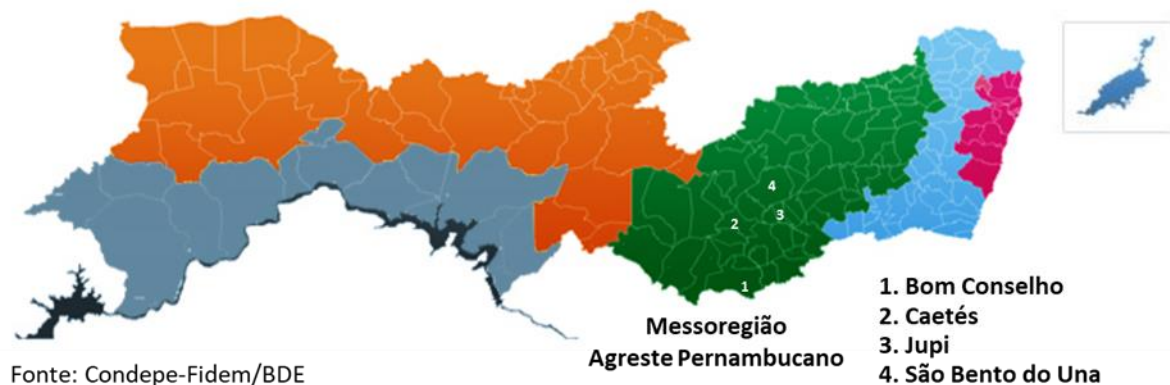 4
3
2
1
Messoregião
Agreste Pernambucano
1. Bom Conselho
2. Caetés
3. Jupi
4. São Bento do Una
Fonte: Condepe-Fidem/BDE